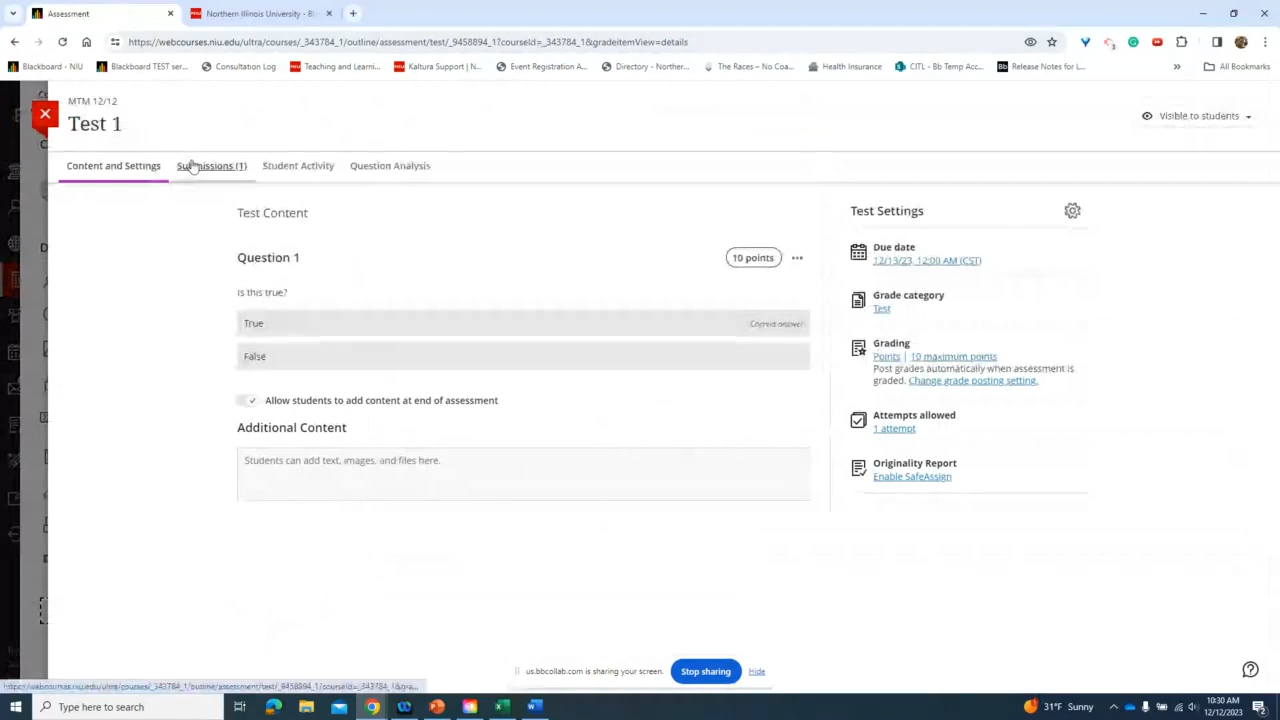 Assessment
Northern Illinois University - Bl
https://webcourses.niu.edu/ultra/courses/_343784_1/outline/assessment/test/_9458894_1?courseId=_343784_1&gradeitemView=details
Blackboard - NIU
Blackboard TEST ser...
Consultation Log
Teaching and Learni...
Kaltura Support | N...
Event Registration A...
Directory - Norther...
The Races – No Coa...
Health Insurance
CITL - Bb Temp Acc...
Release Notes for L...
All Bookmarks
MTM 12/12
Test 1
Visible to students
Content and Settings
Submissions (1)
Student Activity
Question Analysis
Test Content
Test Settings
Question 1
10 points
Is this true?
True
Correct answer
False
Allow students to add content at end of assessment
Additional Content
Students can add text, images, and files here.
Due date
12/13/23, 12:00 AM (CST)
Grade category
Test
Grading
Points | 10 maximum points
Post grades automatically when assessment is
graded. Change grade posting setting.
Attempts allowed
1 attempt
Originality Report
Enable SafeAssign
us.bbcollab.com is sharing your screen.
Stop sharing
Hide
https://webcourses.niu.edu/ultra/courses/_343784_1/outline/assessment/test/_9458894_1?courseId=_343784_1&gra...
Type here to search
31°F Sunny
10:30 AM
12/12/2023
2